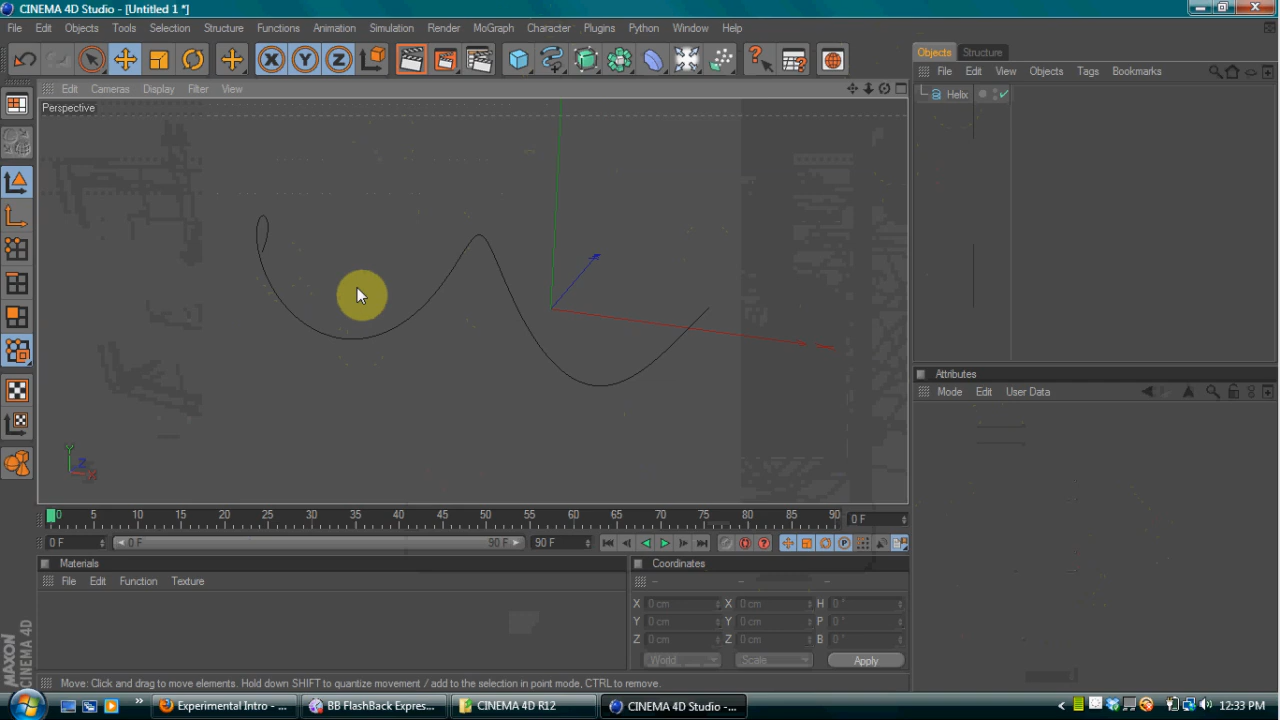 CINEMA 4D Studio - [Untitled 1 *]
File Edit Objects Tools Selection Structure Functions Animation Simulation Render MoGraph Character Plugins Python Window Help
X Y Z
Objects Structure
File Edit View Objects Tags Bookmarks
Helix
Edit Cameras Display Filter View
Perspective
Y
Z
X
Attributes
Mode Edit User Data
0 5 10 15 20 25 30 35 40 45 50 55 60 65 70 75 80 85 90 0 F
0 F 0 F 90 F 90 F
Materials
File Edit Function Texture
Coordinates
X 0 cm X 0 cm H 0 °
Y 0 cm Y 0 cm P 0 °
Z 0 cm Z 0 cm B 0 °
World Scale Apply
MAXON
CINEMA 4D
Move: Click and drag to move elements. Hold down SHIFT to quantize movement / add to the selection in point mode, CTRL to remove.
Experimental Intro - ... BB FlashBack Expres... CINEMA 4D R12 CINEMA 4D Studio -... 12:33 PM